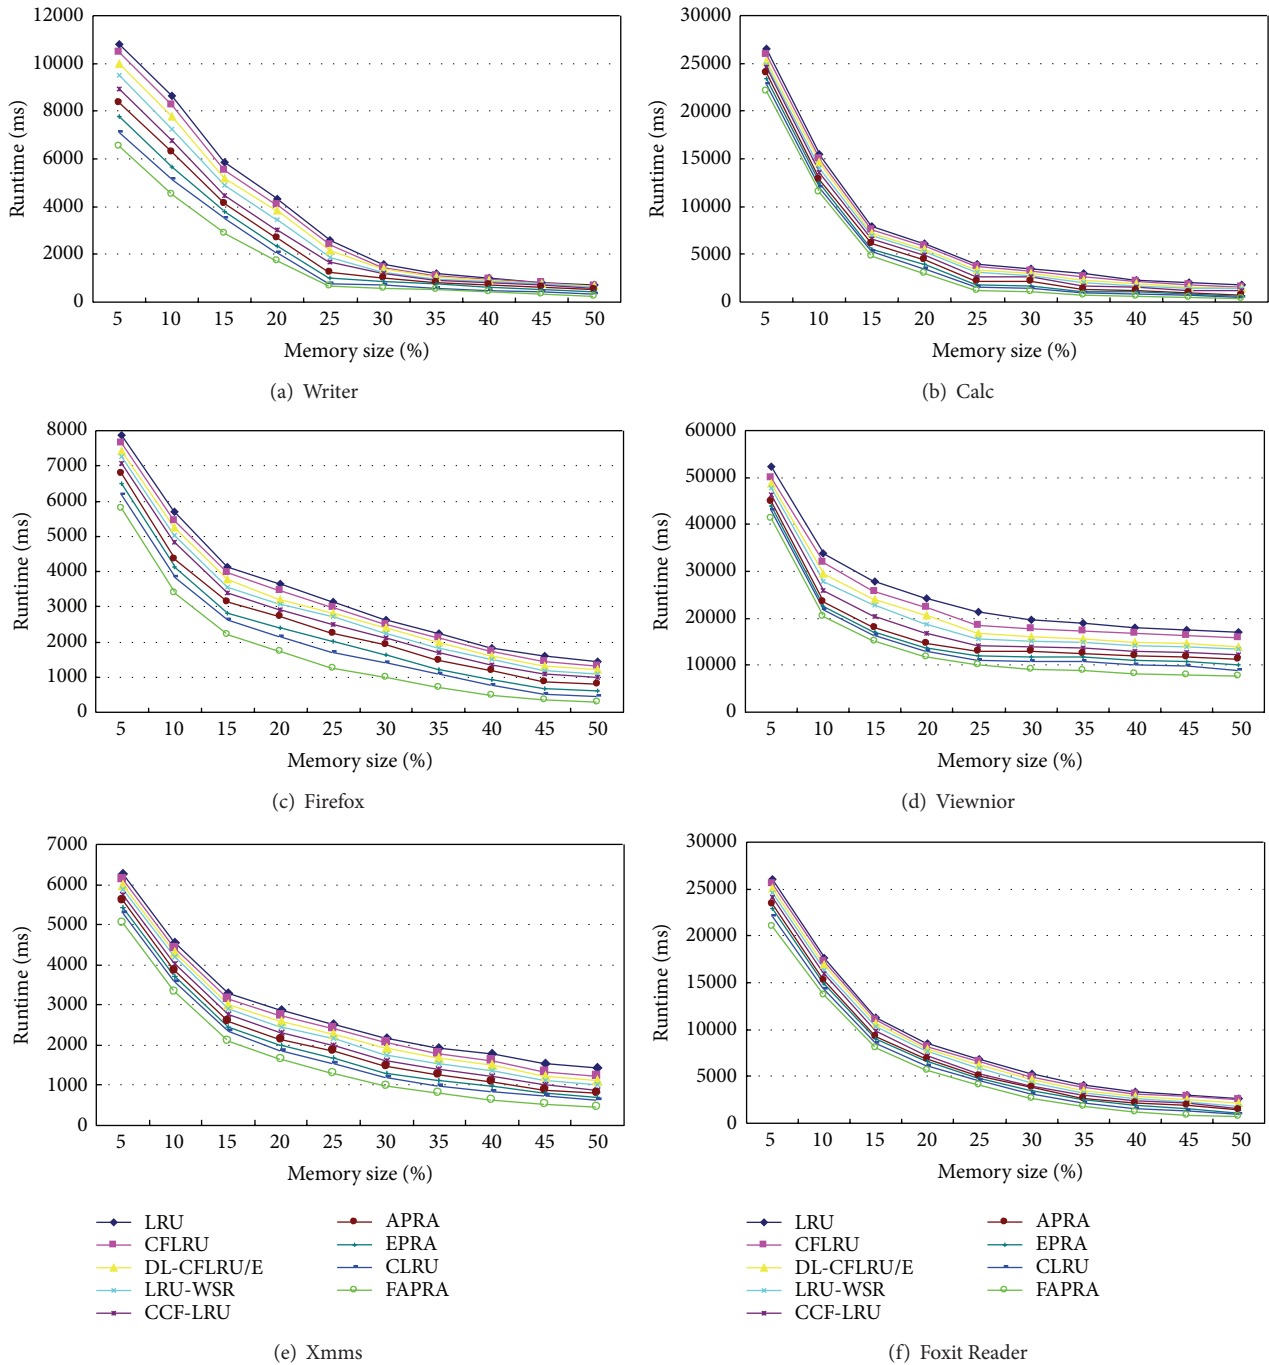 12000
10000
8000
6000
4000
2000
0
Runtime (ms)
5 10 15 20 25 30 35 40 45 50
Memory size (%)
(a) Writer
30000
25000
20000
15000
10000
5000
0
Runtime (ms)
5 10 15 20 25 30 35 40 45 50
Memory size (%)
(b) Calc
8000
7000
6000
5000
4000
3000
2000
1000
0
Runtime (ms)
5 10 15 20 25 30 35 40 45 50
Memory size (%)
(c) Firefox
60000
50000
40000
30000
20000
10000
0
Runtime (ms)
5 10 15 20 25 30 35 40 45 50
Memory size (%)
(d) Viewnior
7000
6000
5000
4000
3000
2000
1000
0
Runtime (ms)
5 10 15 20 25 30 35 40 45 50
Memory size (%)
LRU
CFLRU
DL-CFLRU/E
LRU-WSR
CCF-LRU
APRA
EPRA
CLRU
FAPRA
(e) Xmms
30000
25000
20000
15000
10000
5000
0
Runtime (ms)
5 10 15 20 25 30 35 40 45 50
Memory size (%)
LRU
CFLRU
DL-CFLRU/E
LRU-WSR
CCF-LRU
APRA
EPRA
CLRU
FAPRA
(f) Foxit Reader